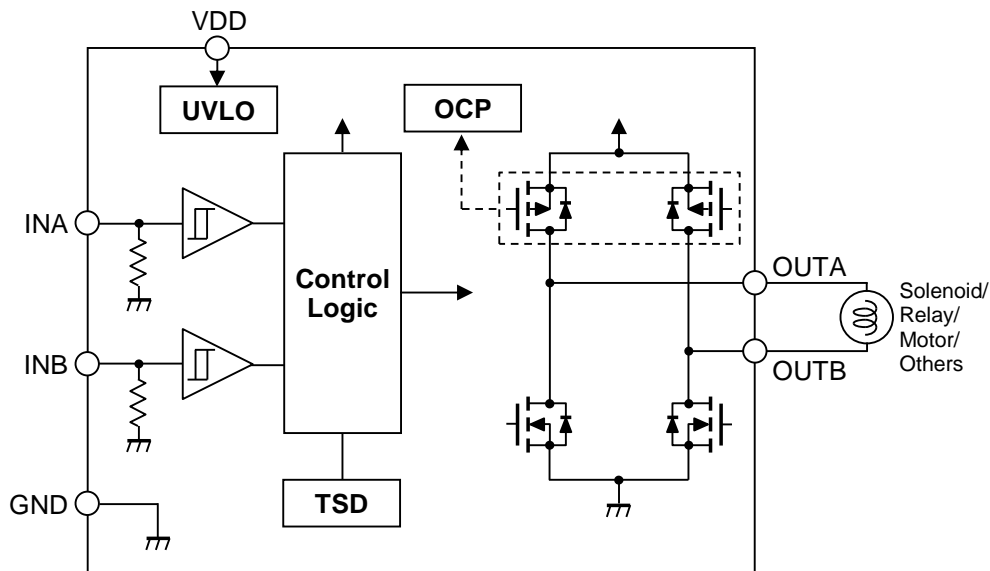 VDD
UVLO
OCP
INA
Control
Logic
OUTA
Solenoid/
Relay/
Motor/
Others
INB
OUTB
TSD
GND